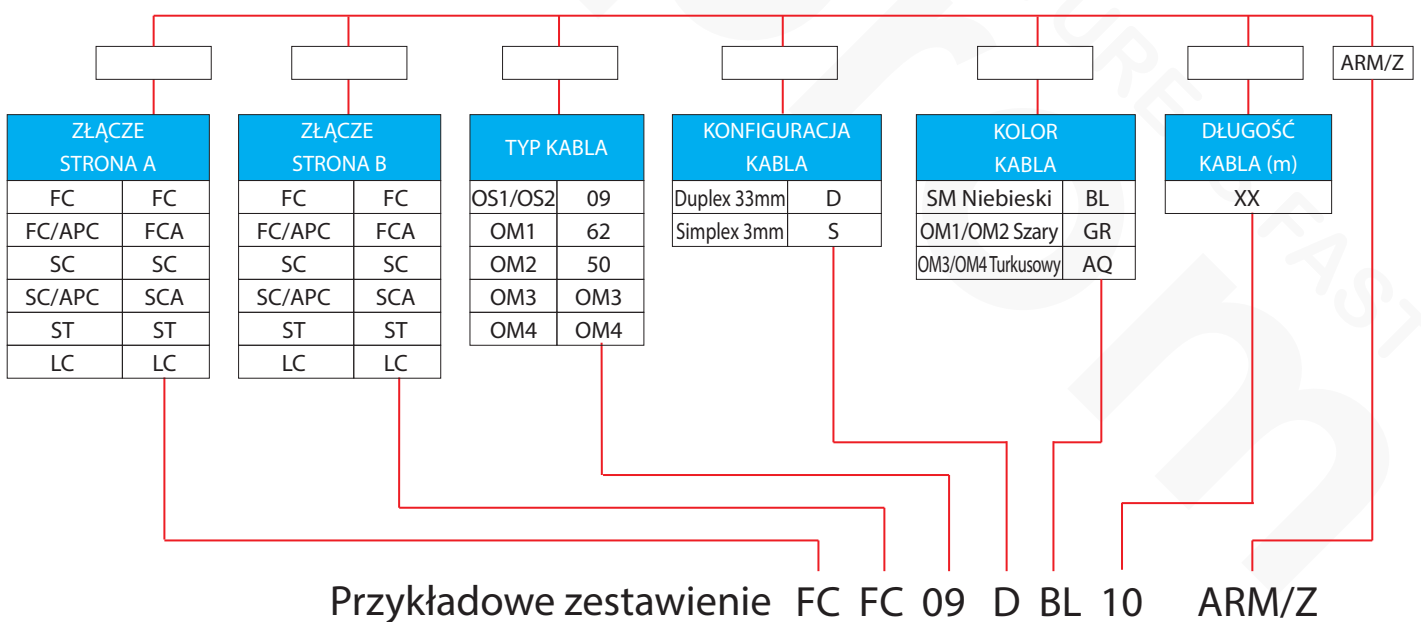 ARM/Z
ZŁĄCZE
STRONA A
FC FC
FC/APC FCA
SC SC
SC/APC SCA
ST ST
LC LC
ZŁĄCZE
STRONA B
FC FC
FC/APC FCA
SC SC
SC/APC SCA
ST ST
LC LC
TYP KABLA
OS1/OS2 09
OM1 62
OM2 50
OM3 OM3
OM4 OM4
KONFIGURACJA
KABLA
Duplex 33mm D
Simplex 3mm S
KOLOR
KABLA
SM Niebieski BL
OM1/OM2 Szary GR
OM3/OM4 Turkusowy AQ
DŁUGOŚĆ
KABLA (m)
XX
Przykładowe zestawienie FC FC 09 D BL 10 ARM/Z